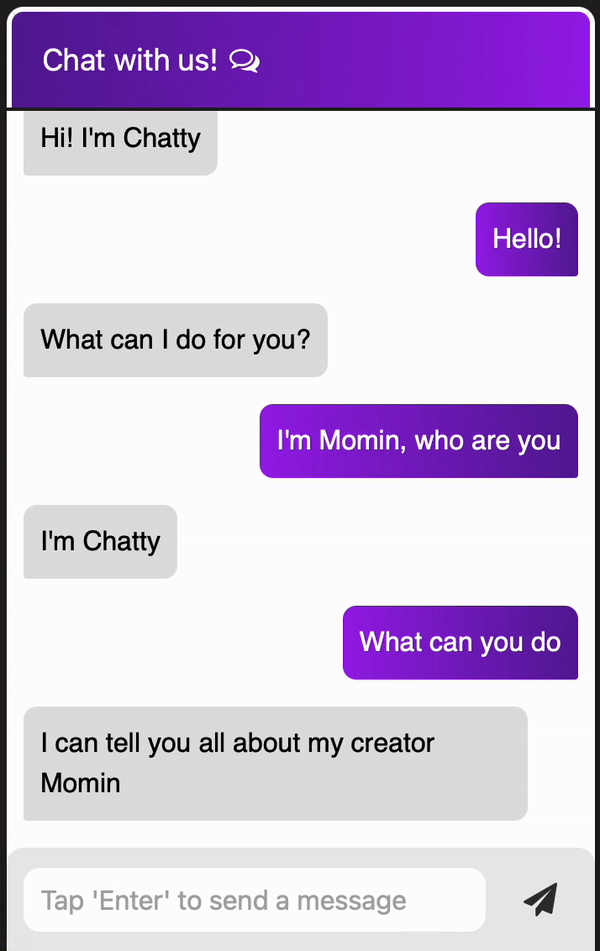 Chat with us!
Hi! I'm Chatty
Hello!
What can I do for you?
I'm Momin, who are you
I'm Chatty
What can you do
I can tell you all about my creator
Momin
Tap 'Enter' to send a message